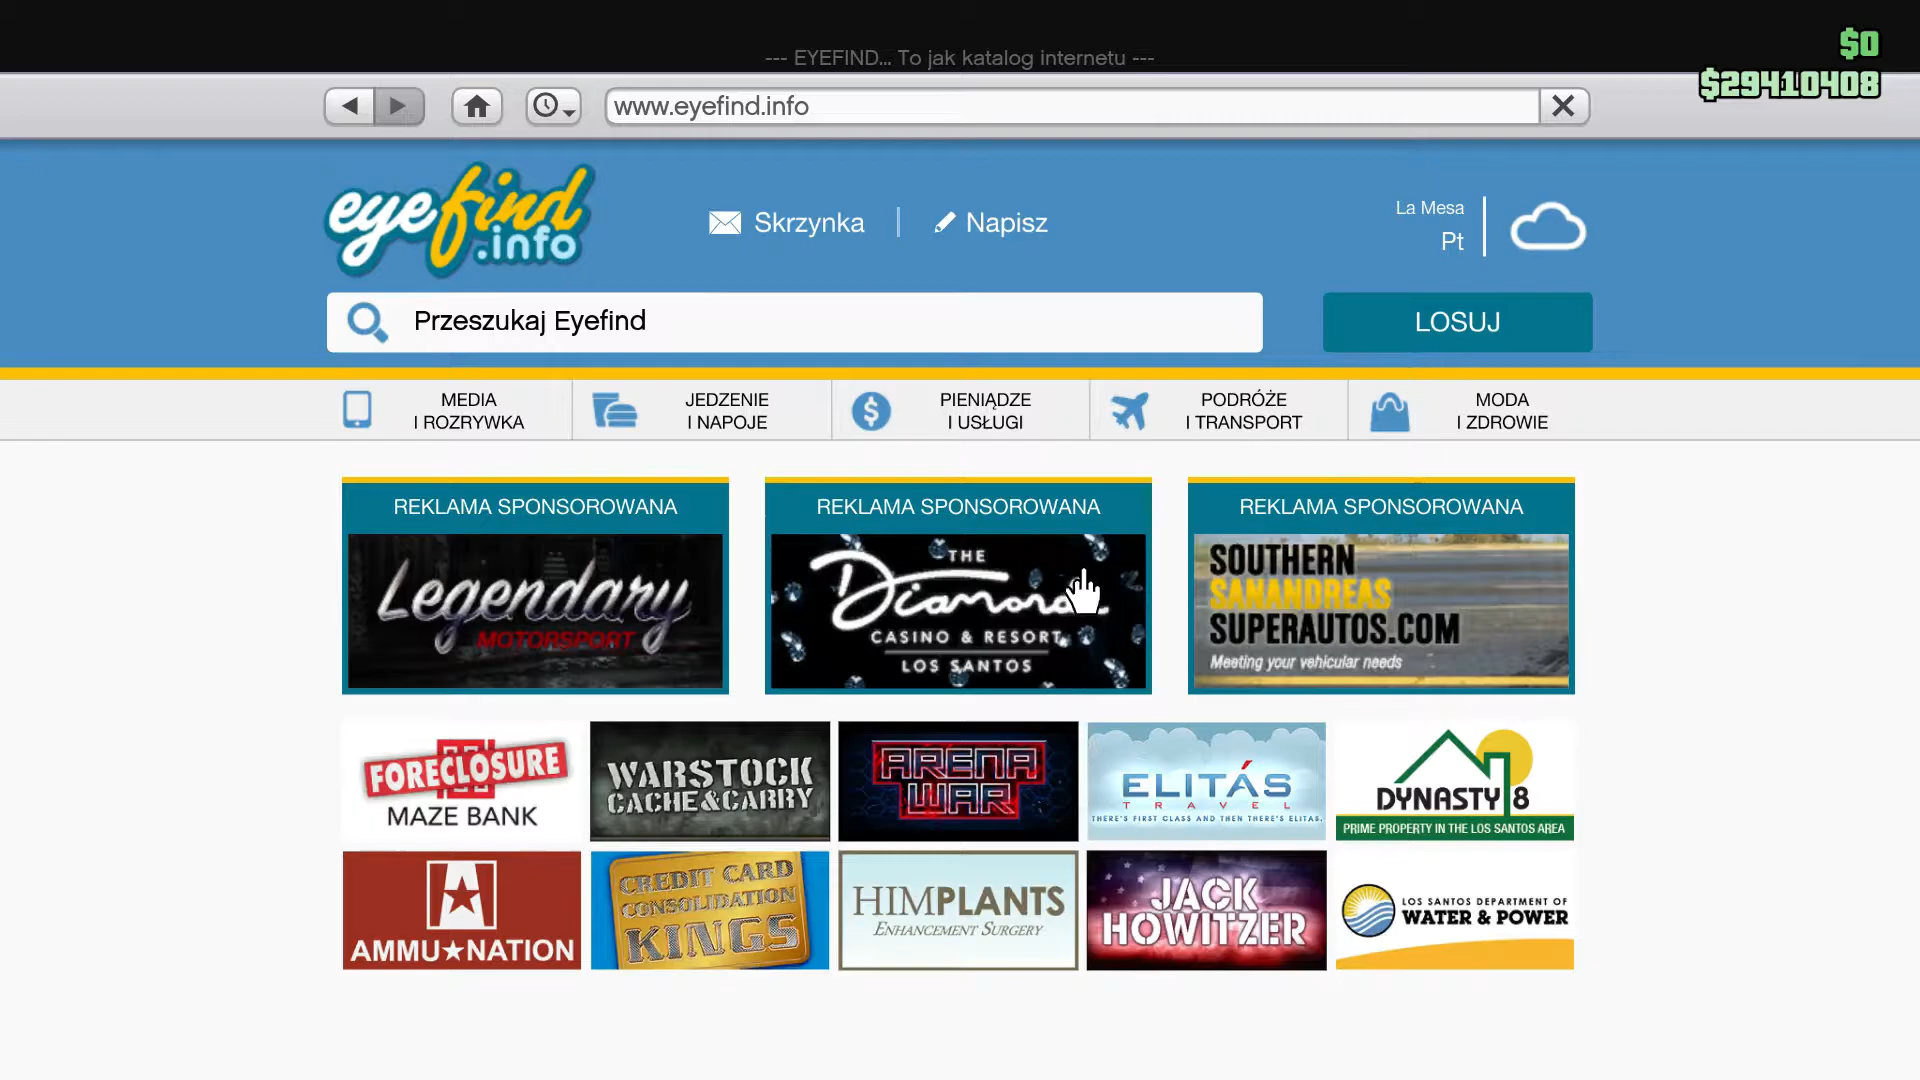 --- EYEFIND... To jak katalog internetu ---
$0
$29410408
www.eyefind.info
eyefind
.info
Skrzynka
Napisz
La Mesa
Pt
Przeszukaj Eyefind
LOSUJ
MEDIA
I ROZRYWKA
JEDZENIE
I NAPOJE
PIENIĄDZE
I USŁUGI
PODRÓŻE
I TRANSPORT
MODA
I ZDROWIE
REKLAMA SPONSOROWANA
Legendary
MOTORSPORT
REKLAMA SPONSOROWANA
THE
Diamond
CASINO & RESORT
LOS SANTOS
REKLAMA SPONSOROWANA
SOUTHERN
SANANDREAS
SUPERAUTOS.COM
Meeting your vehicular needs
FORECLOSURE
MAZE BANK
WARSTOCK
CACHE&CARRY
ARENA
WAR
ELITÁS
TRAVEL
THERE'S FIRST CLASS AND THEN THERE'S ELITAS.
DYNASTY 8
PRIME PROPERTY IN THE LOS SANTOS AREA
AMMU★NATION
CREDIT CARD
CONSOLIDATION
KINGS
HIMPLANTS
ENHANCEMENT SURGERY
JACK
HOWITZER
LOS SANTOS DEPARTMENT OF
WATER & POWER